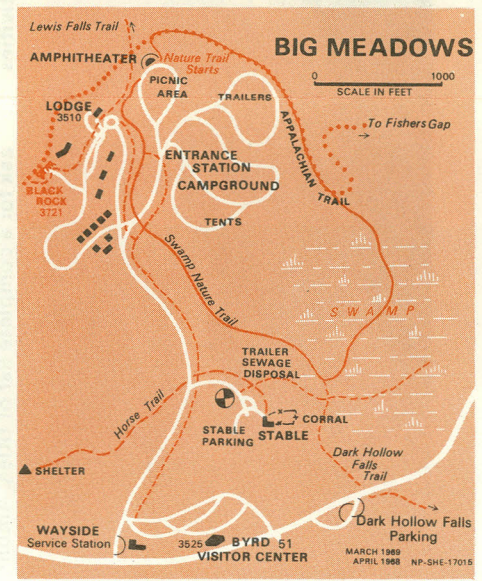 Lewis Falls Trail
BIG MEADOWS
AMPHITHEATER
Nature Trail
Starts
0 1000
SCALE IN FEET
PICNIC
AREA
TRAILERS
LODGE
3510
APPALACHIAN
TRAIL
To Fishers Gap
ENTRANCE
STATION
CAMPGROUND
BLACK
ROCK
3721
TENTS
Swamp Nature Trail
SWAMP
TRAILER
SEWAGE
DISPOSAL
Horse Trail
STABLE
PARKING
STABLE
CORRAL
SHELTER
Dark Hollow
Falls
Trail
WAYSIDE
Service Station
3525 BYRD 51
VISITOR CENTER
Dark Hollow Falls
Parking
MARCH 1969
APRIL 1968 NP-SHE-17015